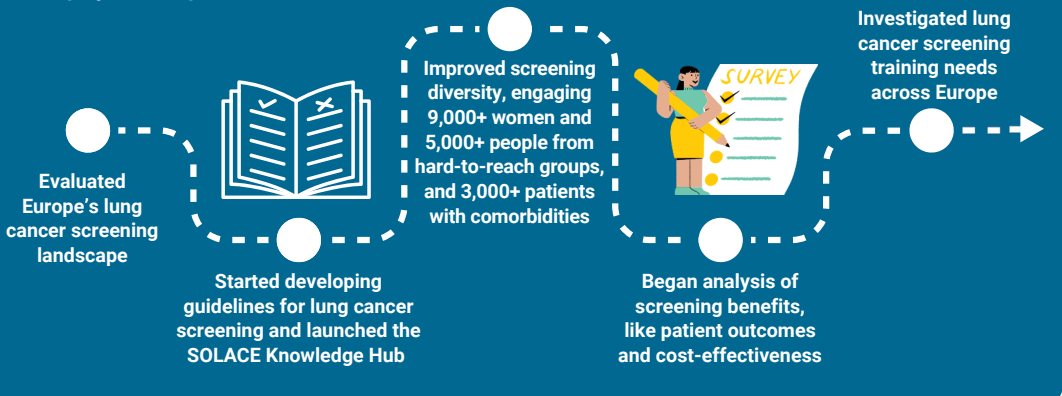 Evaluated
Europe's lung
cancer screening
landscape
Started developing
guidelines for lung cancer
screening and launched the
SOLACE Knowledge Hub
Improved screening
diversity, engaging
9,000+ women and
5,000+ people from
hard-to-reach groups,
and 3,000+ patients
with comorbidities
SURVEY
Began analysis of
screening benefits,
like patient outcomes
and cost-effectiveness
Investigated lung
cancer screening
training needs
across Europe